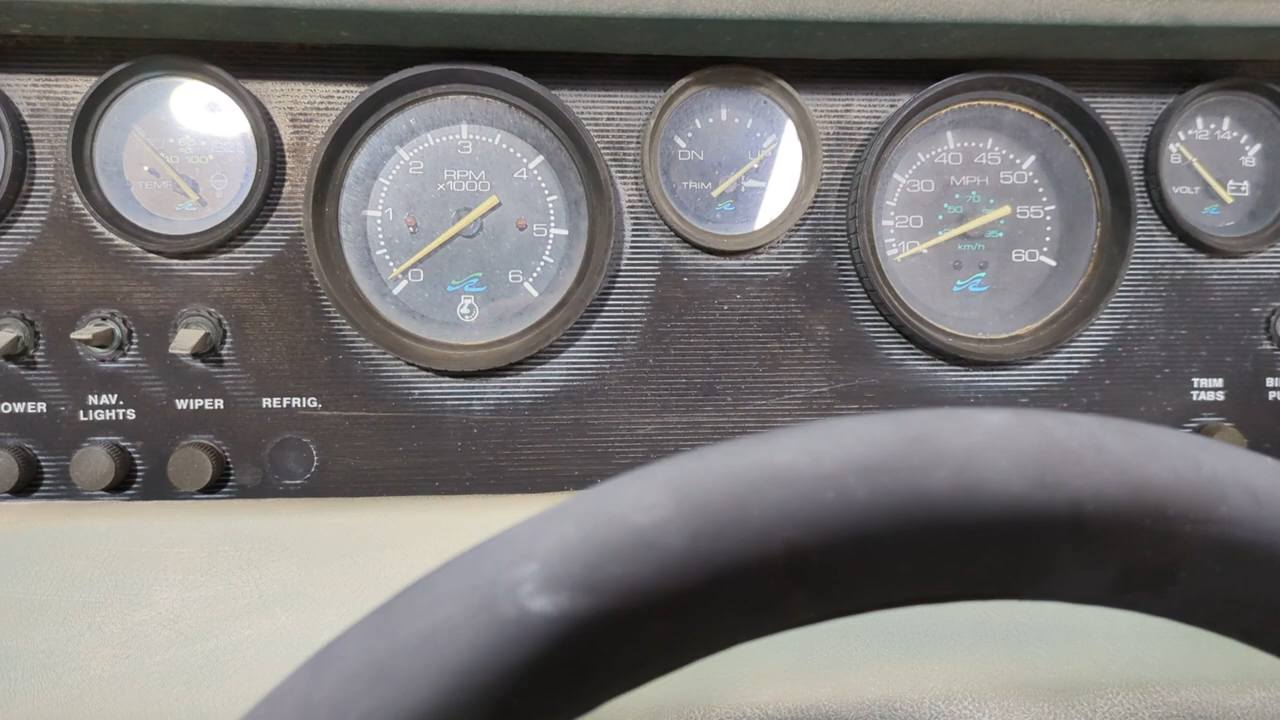 TEMP
100
3
2
4
RPM
x1000
1
5
0
6
DN
UP
TRIM
40 45
30
50
MPH
20
55
10
km/h
60
12 14
8
18
VOLT
OWER
NAV.
LIGHTS
WIPER
REFRIG.
TRIM
TABS